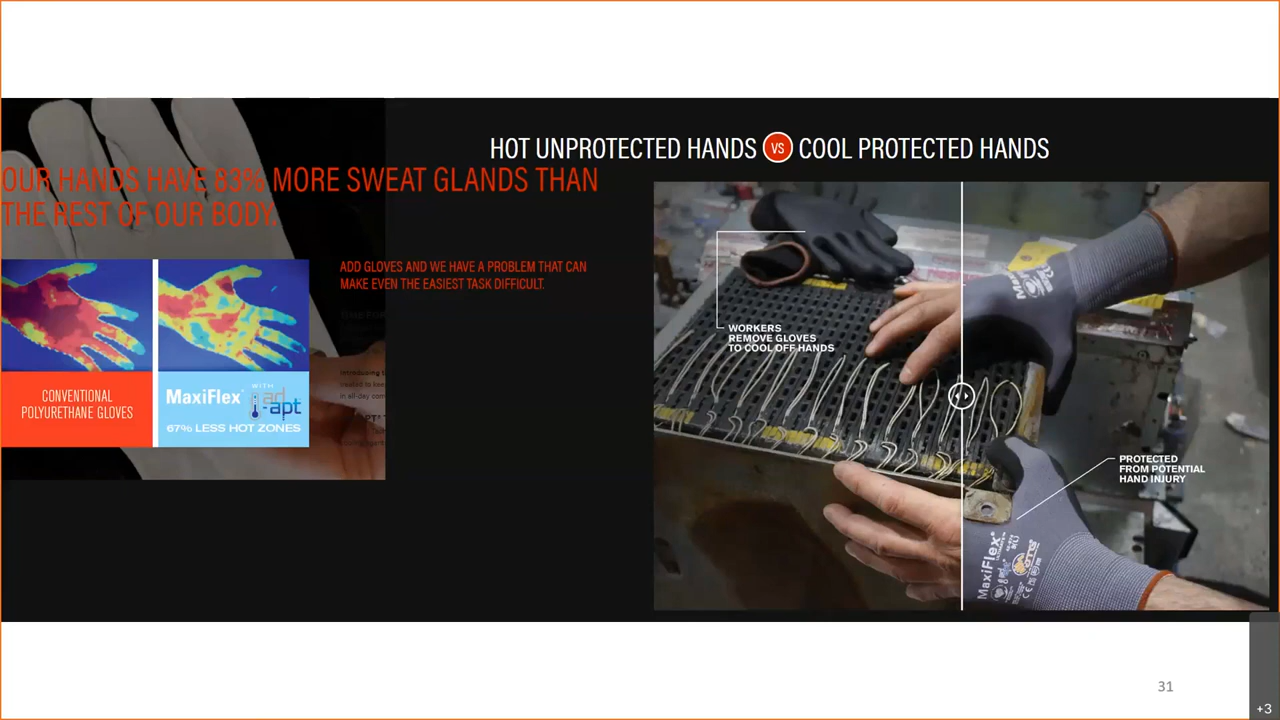 HOT UNPROTECTED HANDS VS COOL PROTECTED HANDS
OUR HANDS HAVE 83% MORE SWEAT GLANDS THAN
THE REST OF OUR BODY.
ADD GLOVES AND WE HAVE A PROBLEM THAT CAN
MAKE EVEN THE EASIEST TASK DIFFICULT.
CONVENTIONAL
POLYURETHANE GLOVES
MaxiFlex®
WITH
ad
-apt
67% LESS HOT ZONES
WORKERS
REMOVE GLOVES
TO COOL OFF HANDS
PROTECTED
FROM POTENTIAL
HAND INJURY
MaxiFlex
MaxiFlex
31
+3